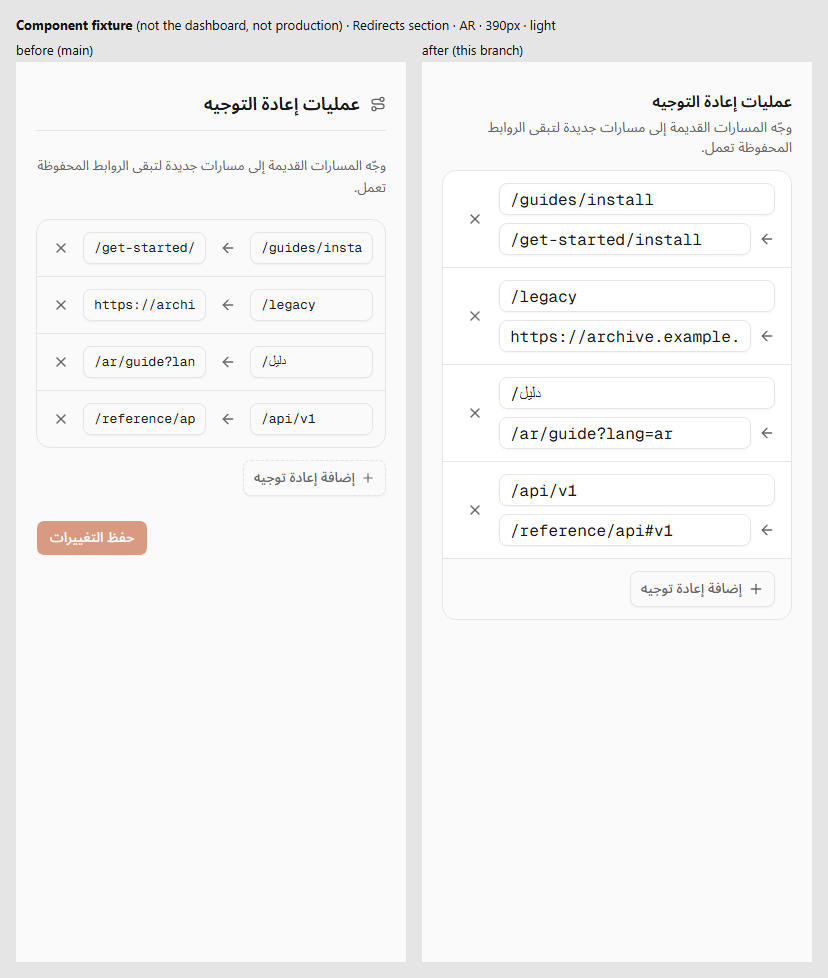 Component fixture (not the dashboard, not production) · Redirects section · AR · 390px · light
before (main)
عمليات إعادة التوجيه
وجّه المسارات القديمة إلى مسارات جديدة لتبقى الروابط المحفوظة
تعمل.
/guides/insta ← /get-started/ ×
/legacy ← https://archi ×
/دليل ← /ar/guide?lan ×
/api/v1 ← /reference/ap ×
+ إضافة إعادة توجيه
حفظ التغييرات
after (this branch)
عمليات إعادة التوجيه
وجّه المسارات القديمة إلى مسارات جديدة لتبقى الروابط
المحفوظة تعمل.
/guides/install
← /get-started/install
/legacy
← https://archive.example.
/دليل
← /ar/guide?lang=ar
/api/v1
← /reference/api#v1
+ إضافة إعادة توجيه